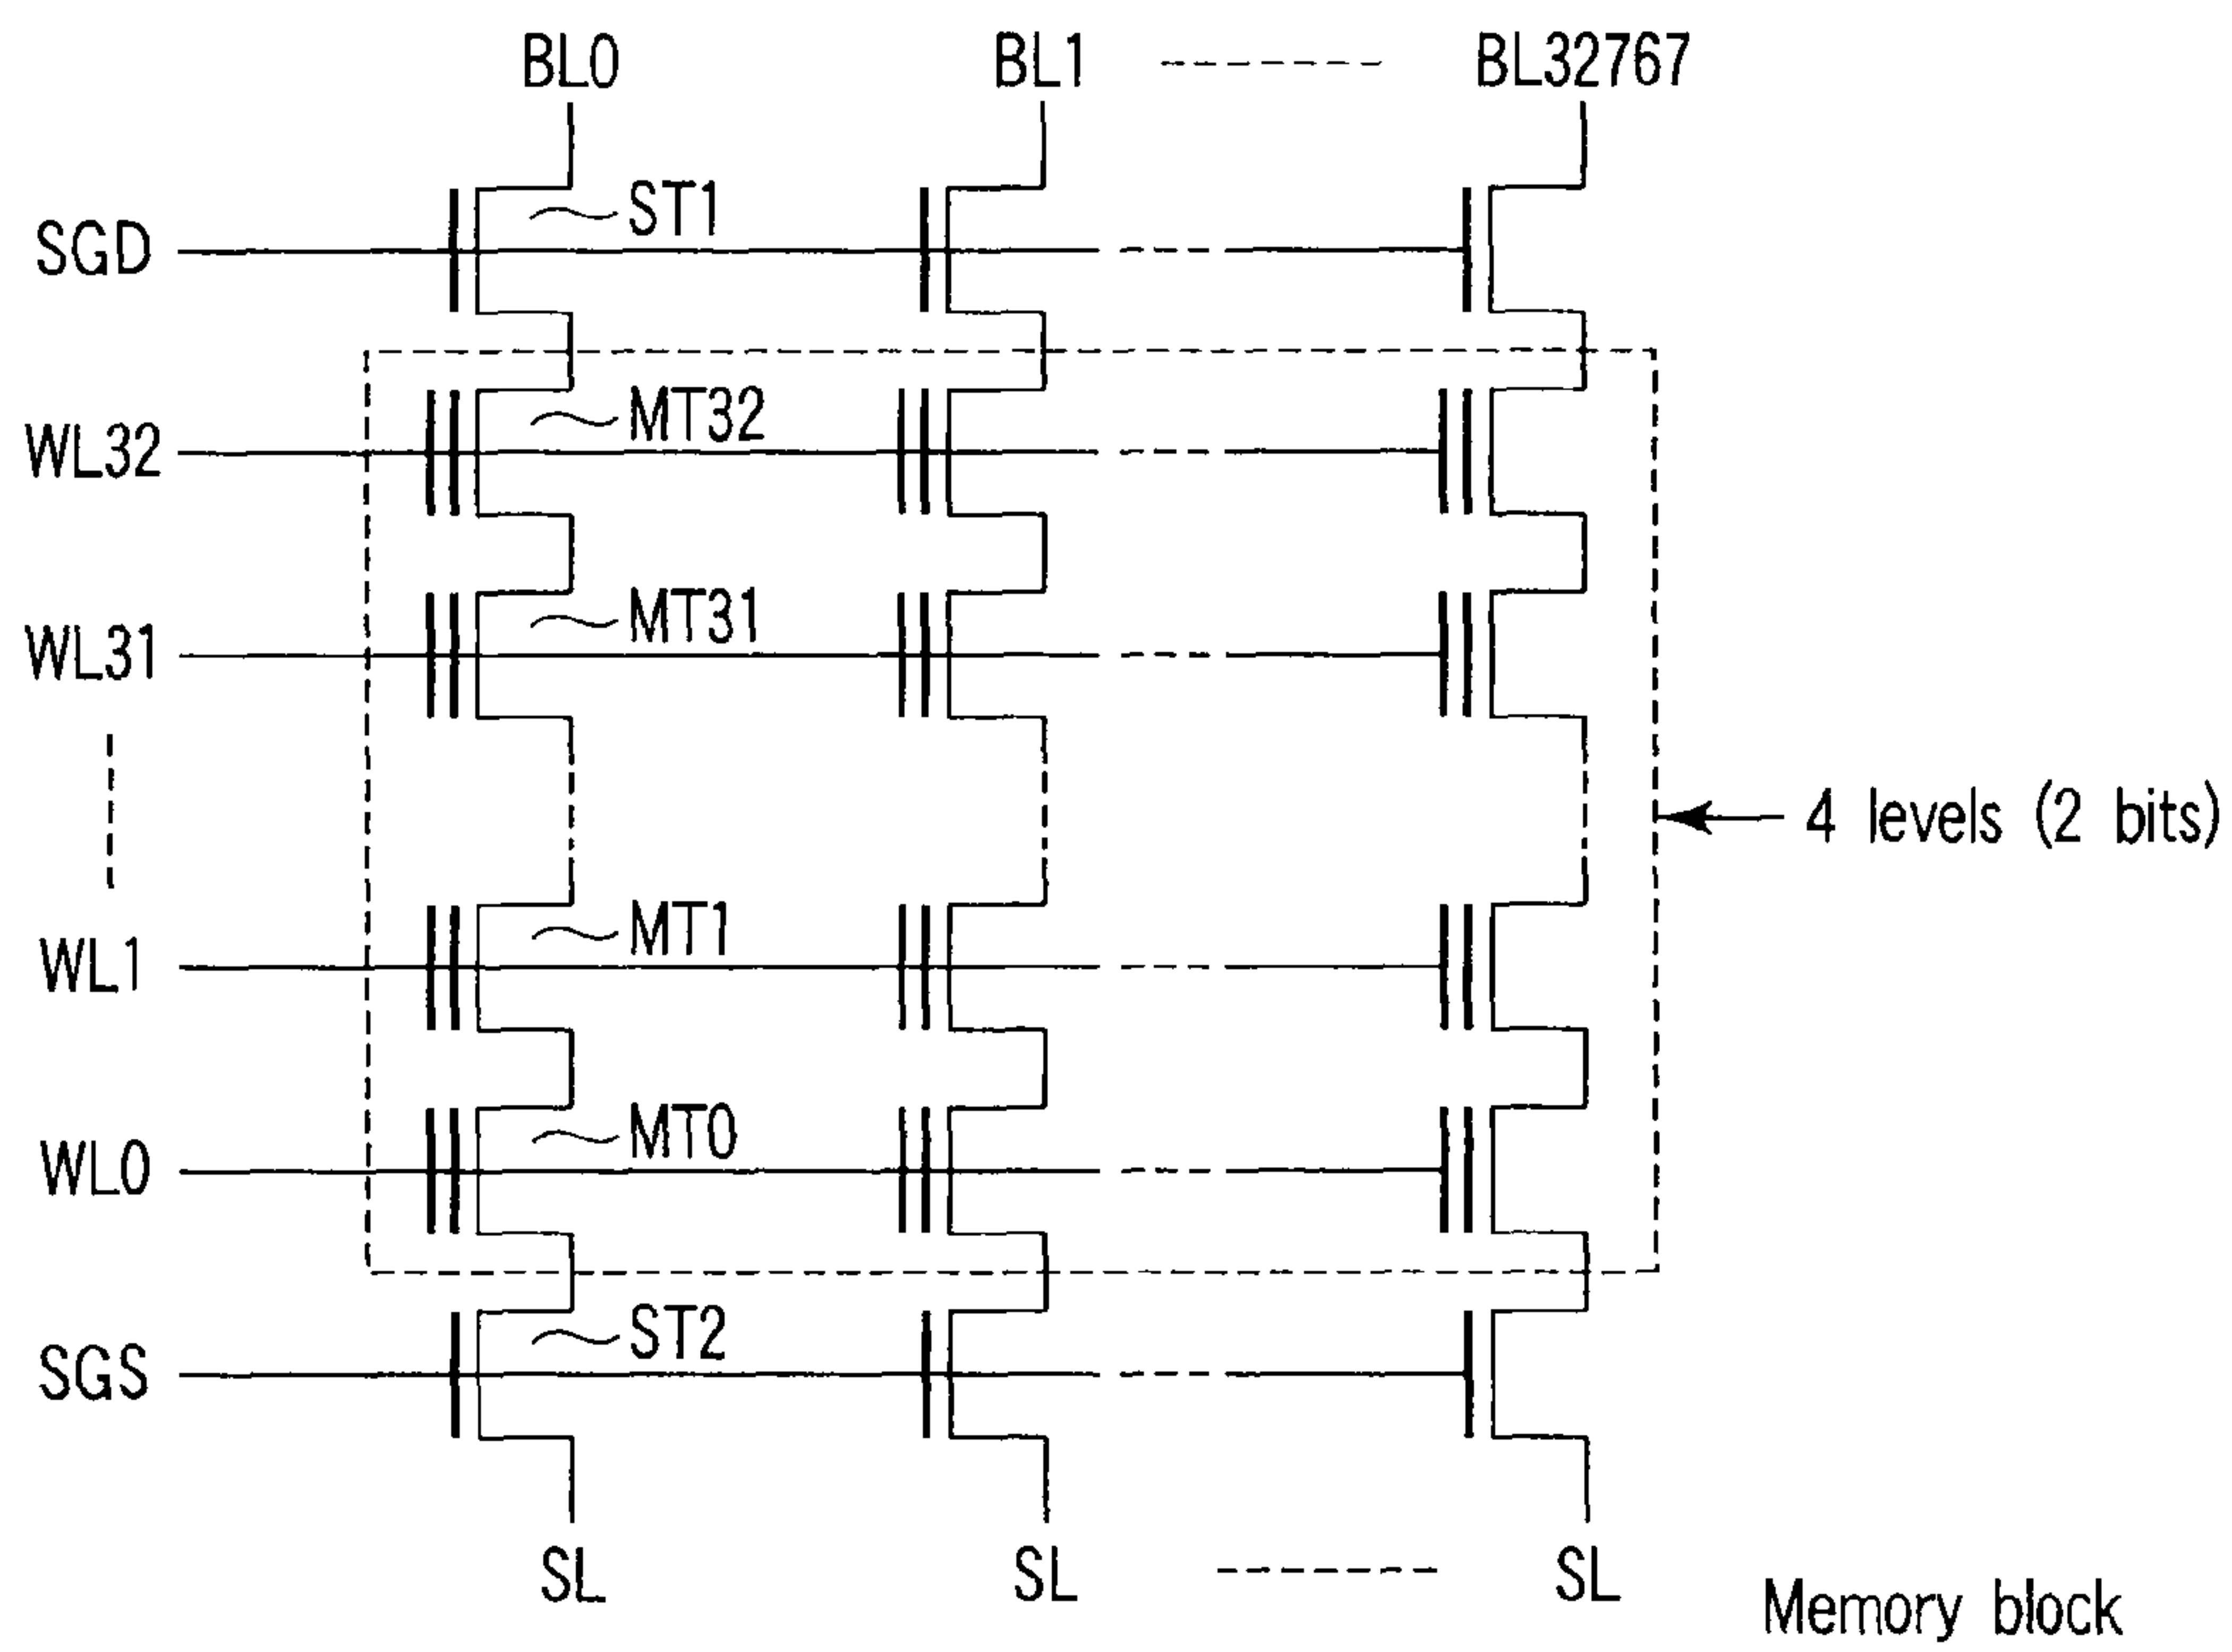 BL0 BL1 BL32767
ST1
SGD
MT32
WL32
MT31
WL31
4 levels (2 bits)
MT1
WL1
MT0
WL0
ST2
SGS
SL SL SL
Memory block